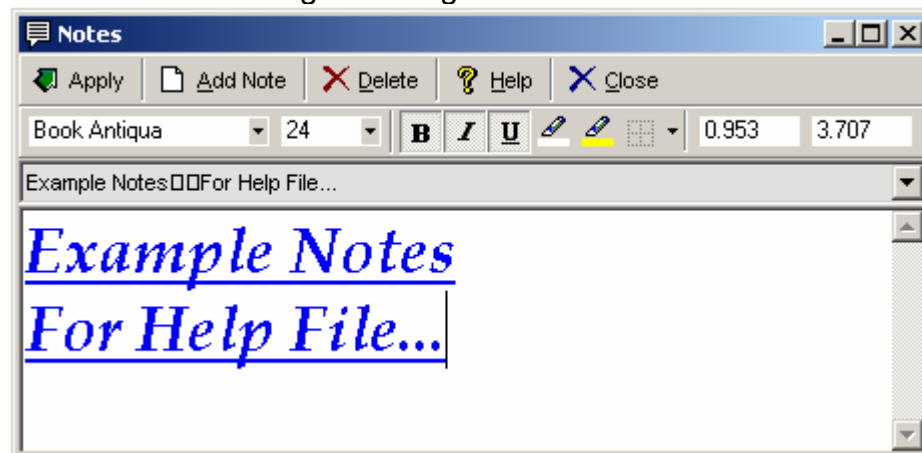 Notes
Apply Add Note Delete Help Close
Book Antiqua 24 B I U 0.953 3.707
Example Notes□□For Help File...
Example Notes
For Help File...